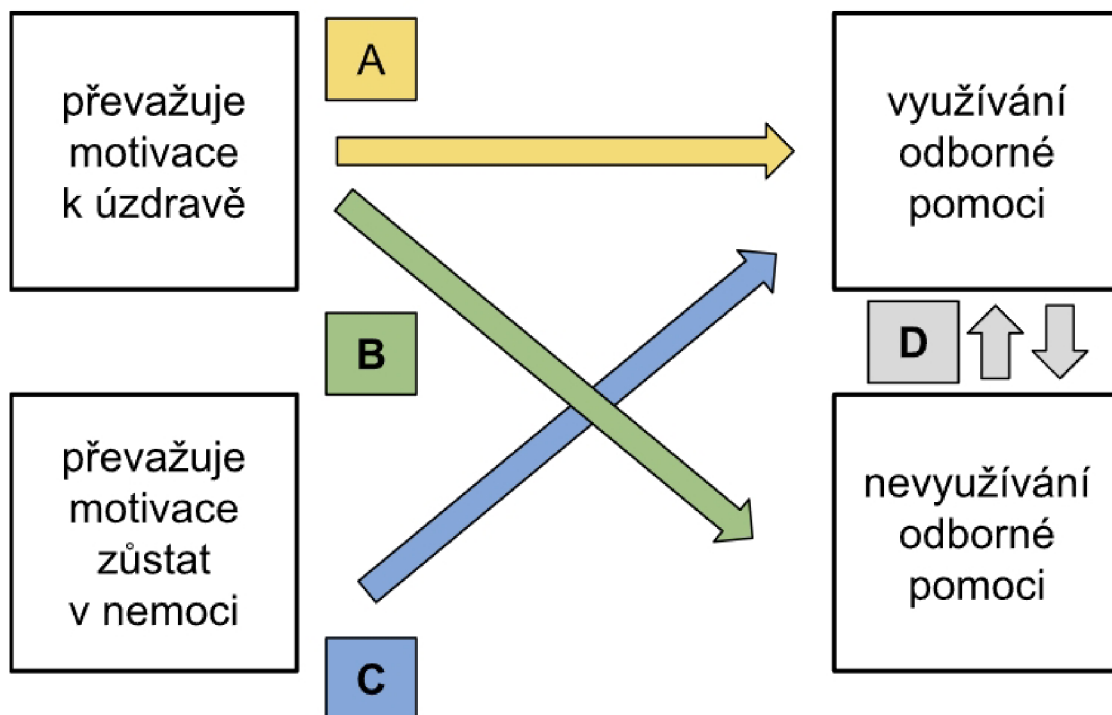 převažuje
motivace
k úzdravě
A
využívání
odborné
pomoci
B
D
převažuje
motivace
zůstat
v nemoci
nevyužívání
odborné
pomoci
C